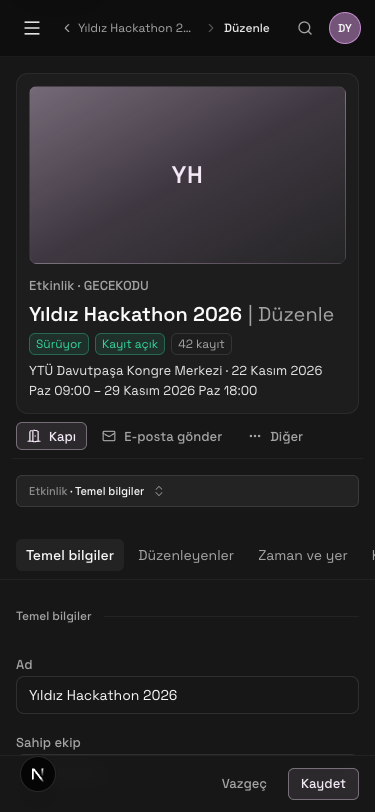 Yıldız Hackathon 2...
Düzenle
DY
YH
Etkinlik · GECEKODU
Yıldız Hackathon 2026 | Düzenle
Sürüyor
Kayıt açık
42 kayıt
YTÜ Davutpaşa Kongre Merkezi · 22 Kasım 2026
Paz 09:00 – 29 Kasım 2026 Paz 18:00
Kapı
E-posta gönder
Diğer
Etkinlik · Temel bilgiler
Temel bilgiler
Düzenleyenler
Zaman ve yer
Temel bilgiler
Ad
Yıldız Hackathon 2026
Sahip ekip
N
Vazgeç
Kaydet